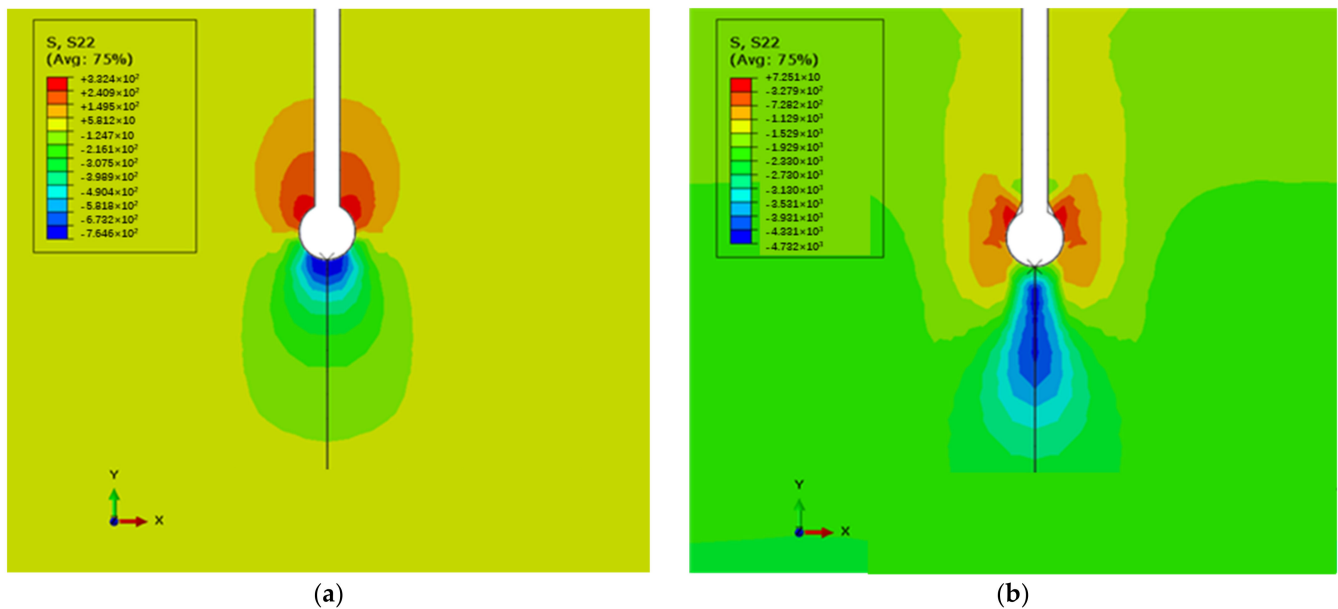 S, S22
(Avg: 75%)
+3.324×10²
+2.409×10²
+1.495×10²
+5.812×10
-1.247×10
-2.161×10²
-3.075×10²
-3.989×10²
-4.904×10²
-5.818×10²
-6.732×10²
-7.646×10²
Y
X
(a)
S, S22
(Avg: 75%)
+7.251×10
-3.279×10²
-7.282×10²
-1.129×10³
-1.529×10³
-1.929×10³
-2.330×10³
-2.730×10³
-3.130×10³
-3.531×10³
-3.931×10³
-4.331×10³
-4.732×10³
Y
X
(b)